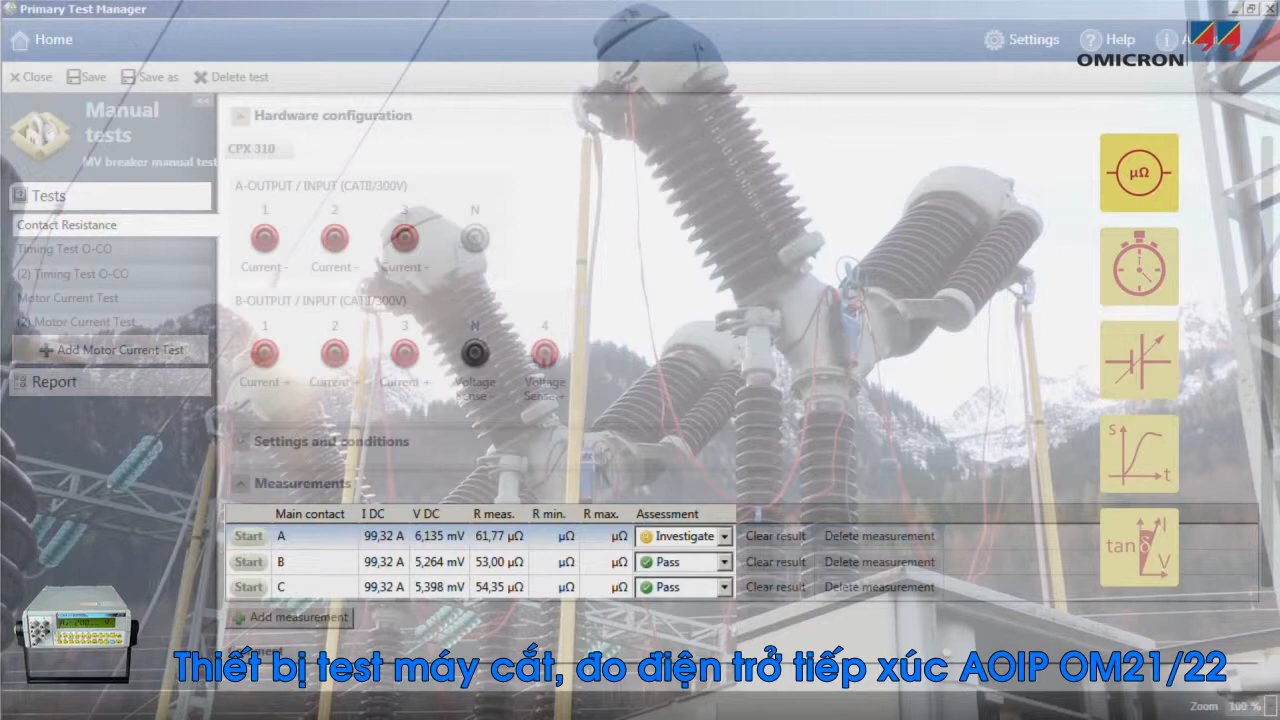 Primary Test Manager
Home
Settings
Help
OMICRON
Close
Save
Save as
Delete test
Manual tests
MV breaker manual test
Tests
Contact Resistance
Timing Test O-CO
(2) Timing Test O-CO
Motor Current Test
(2) Motor Current Test
Add Motor Current Test
Report
Hardware configuration
CPX 310
A-OUTPUT / INPUT (CATII/300V)
1 2 3 N
Current - Current - Current -
B-OUTPUT / INPUT (CATII/300V)
1 2 3 N 4
Current + Current + Current + Voltage Sense - Voltage Sense+
Settings and conditions
Measurements
Main contact I DC V DC R meas. R min. R max. Assessment
Start A 99,32 A 6,135 mV 61,77 µΩ µΩ µΩ Investigate Clear result Delete measurement
Start B 99,32 A 5,264 mV 53,00 µΩ µΩ µΩ Pass Clear result Delete measurement
Start C 99,32 A 5,398 mV 54,35 µΩ µΩ µΩ Pass Clear result Delete measurement
Add measurement
µΩ
S t
tan δ I V
Thiết bị test máy cắt, đo điện trở tiếp xúc AOIP OM21/22
Zoom 100 %